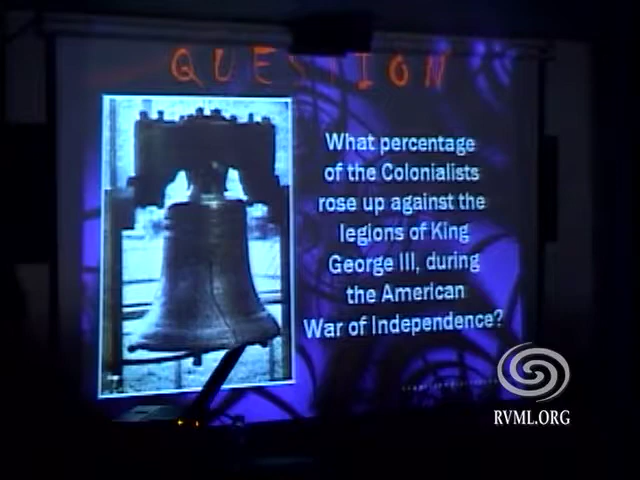 QUESTION
What percentage
of the Colonialists
rose up against the
legions of King
George III, during
the American
War of Independence?
RVML.ORG